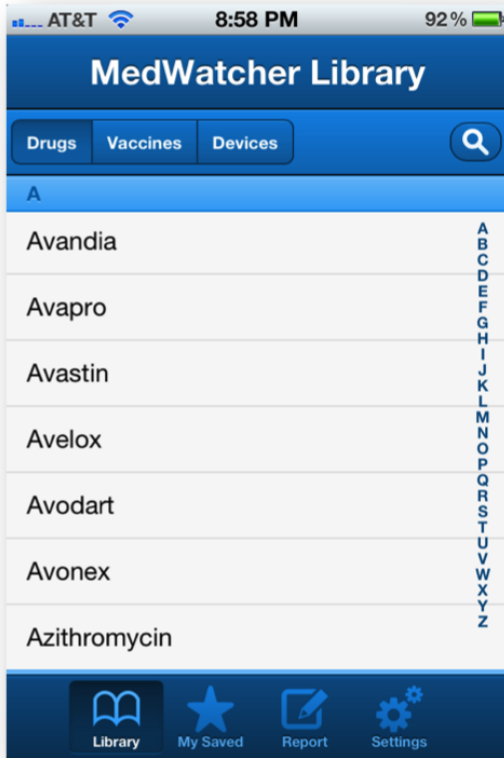 AT&T 8:58 PM 92%
MedWatcher Library
Drugs Vaccines Devices
A
Avandia
Avapro
Avastin
Avelox
Avodart
Avonex
Azithromycin
A
B
C
D
E
F
G
H
I
J
K
L
M
N
O
P
Q
R
S
T
U
V
W
X
Y
Z
Library My Saved Report Settings